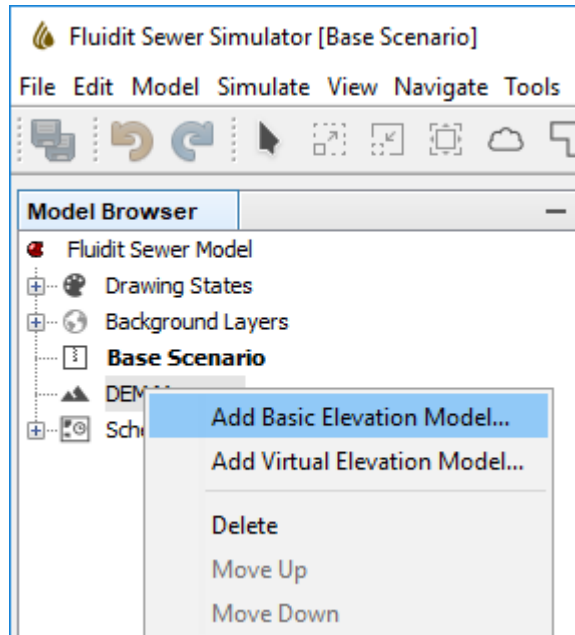 Fluidit Sewer Simulator [Base Scenario]
File Edit Model Simulate View Navigate Tools
Model Browser
Fluidit Sewer Model
Drawing States
Background Layers
Base Scenario
DEM
Add Basic Elevation Model...
Add Virtual Elevation Model...
Delete
Move Up
Move Down